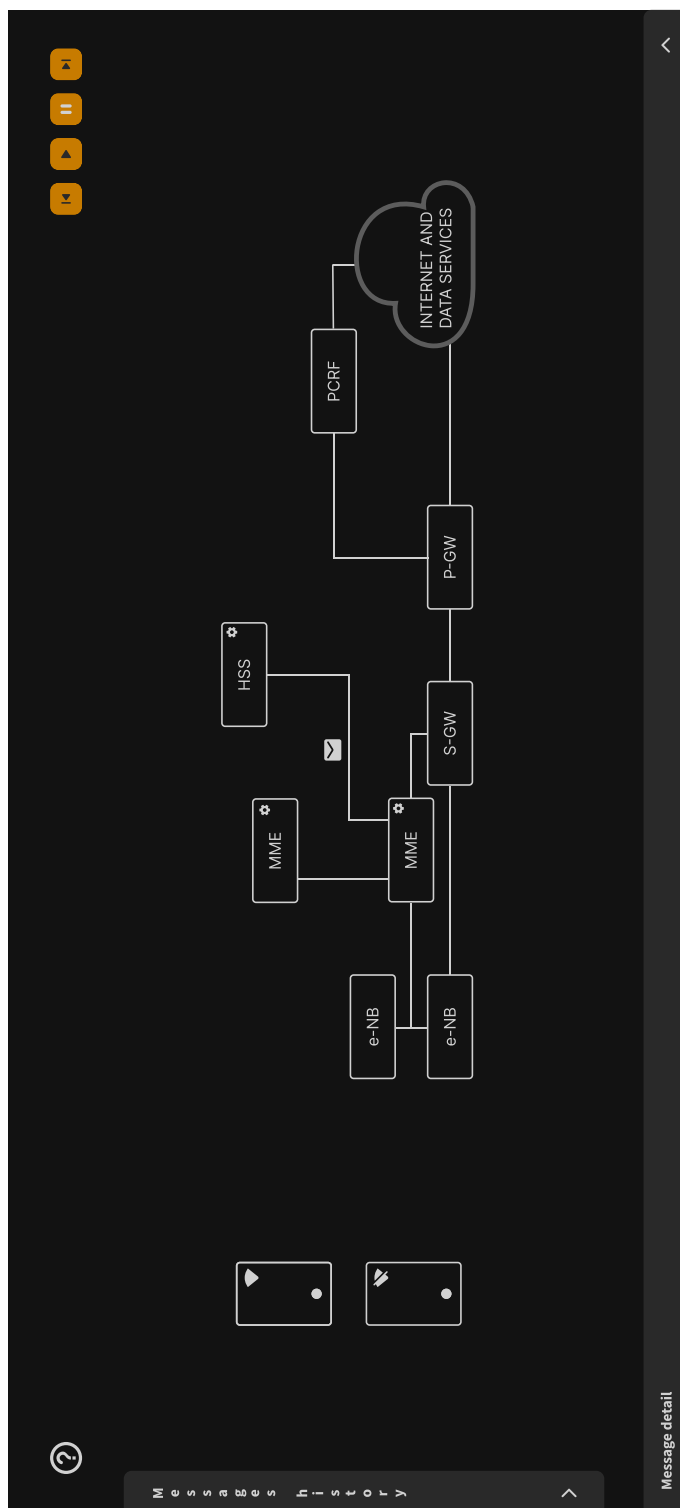 ?
Messages history
HSS
MME
PCRF
e-NB
MME
e-NB
S-GW
P-GW
INTERNET AND
DATA SERVICES
Message detail